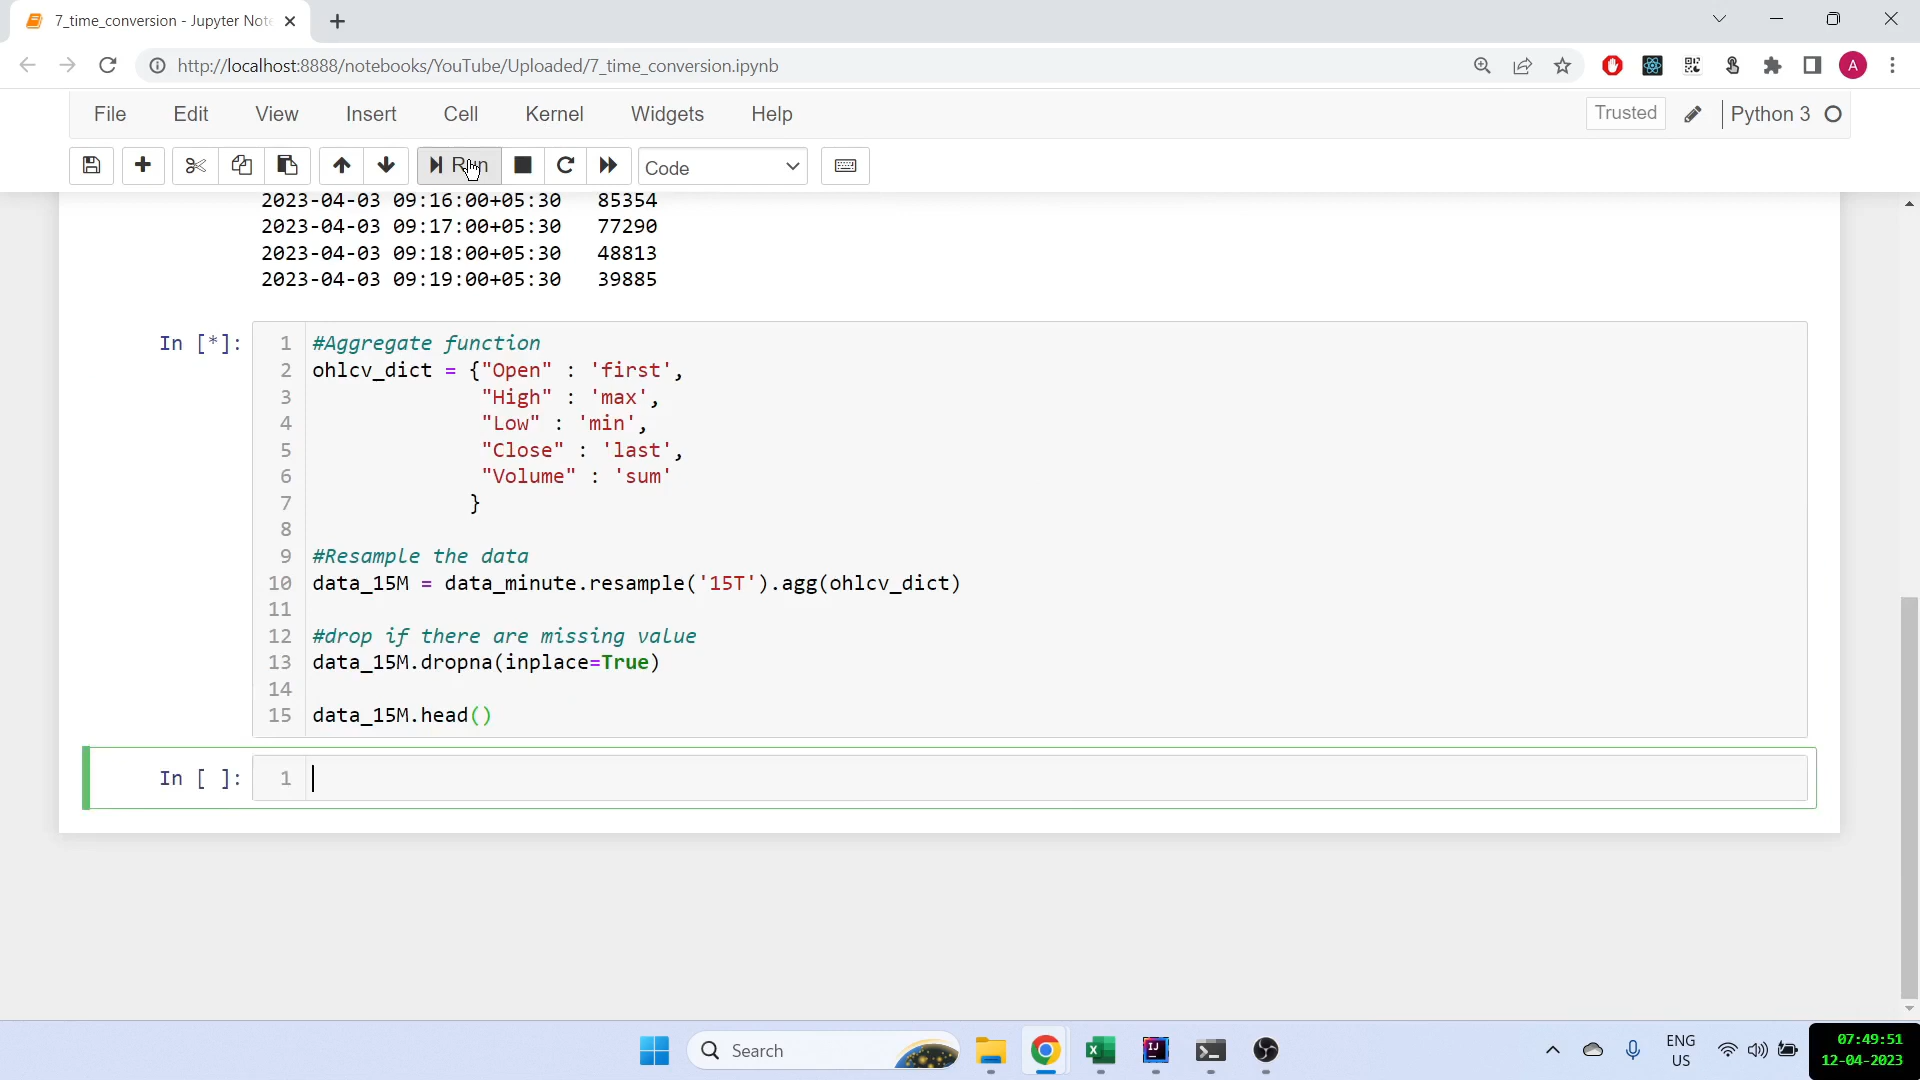 7_time_conversion - Jupyter Note
http://localhost:8888/notebooks/YouTube/Uploaded/7_time_conversion.ipynb
A
File Edit View Insert Cell Kernel Widgets Help
Trusted Python 3
Run Code
2023-04-03 09:16:00+05:30 85354
2023-04-03 09:17:00+05:30 77290
2023-04-03 09:18:00+05:30 48813
2023-04-03 09:19:00+05:30 39885
In [*]:
1 #Aggregate function
2 ohlcv_dict = {"Open" : 'first',
3 "High" : 'max',
4 "Low" : 'min',
5 "Close" : 'last',
6 "Volume" : 'sum'
7 }
8
9 #Resample the data
10 data_15M = data_minute.resample('15T').agg(ohlcv_dict)
11
12 #drop if there are missing value
13 data_15M.dropna(inplace=True)
14
15 data_15M.head()
In [ ]: 1
Search
IJ
ENG
US
07:49:51
12-04-2023